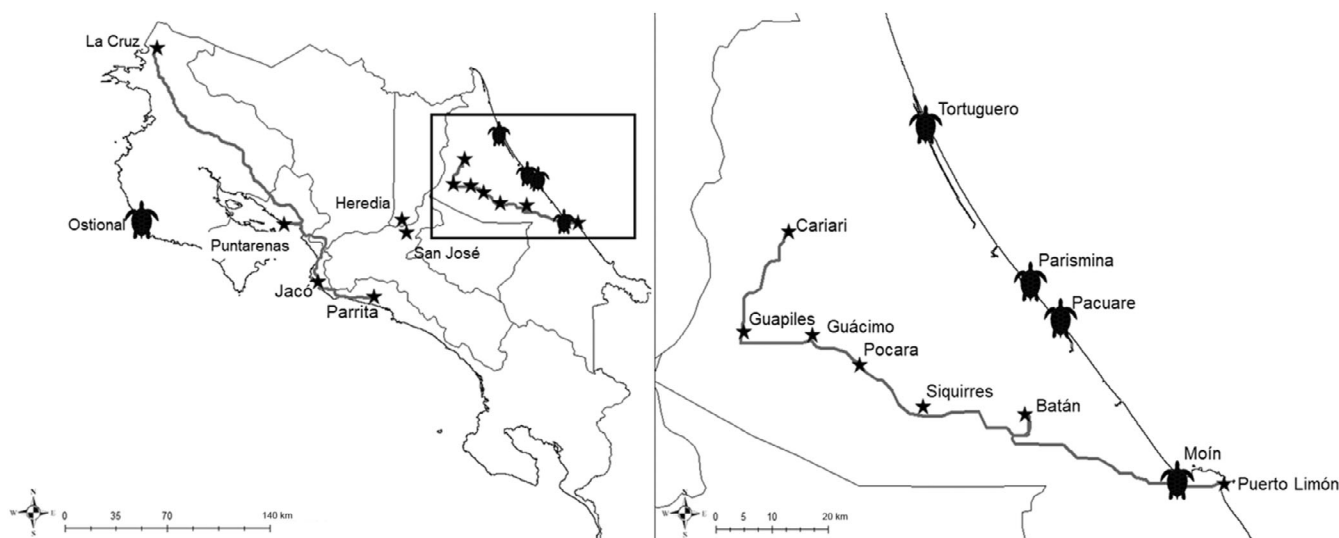 La Cruz
Ostional
Puntarenas
Heredia
San José
Jacó
Parrita
N
W
E
S
0 35 70 140 km
Tortuguero
Cariari
Parismina
Pacuare
Guapiles
Guácimo
Pocara
Siquirres
Batán
Moín
Puerto Limón
N
W
E
S
0 5 10 20 km